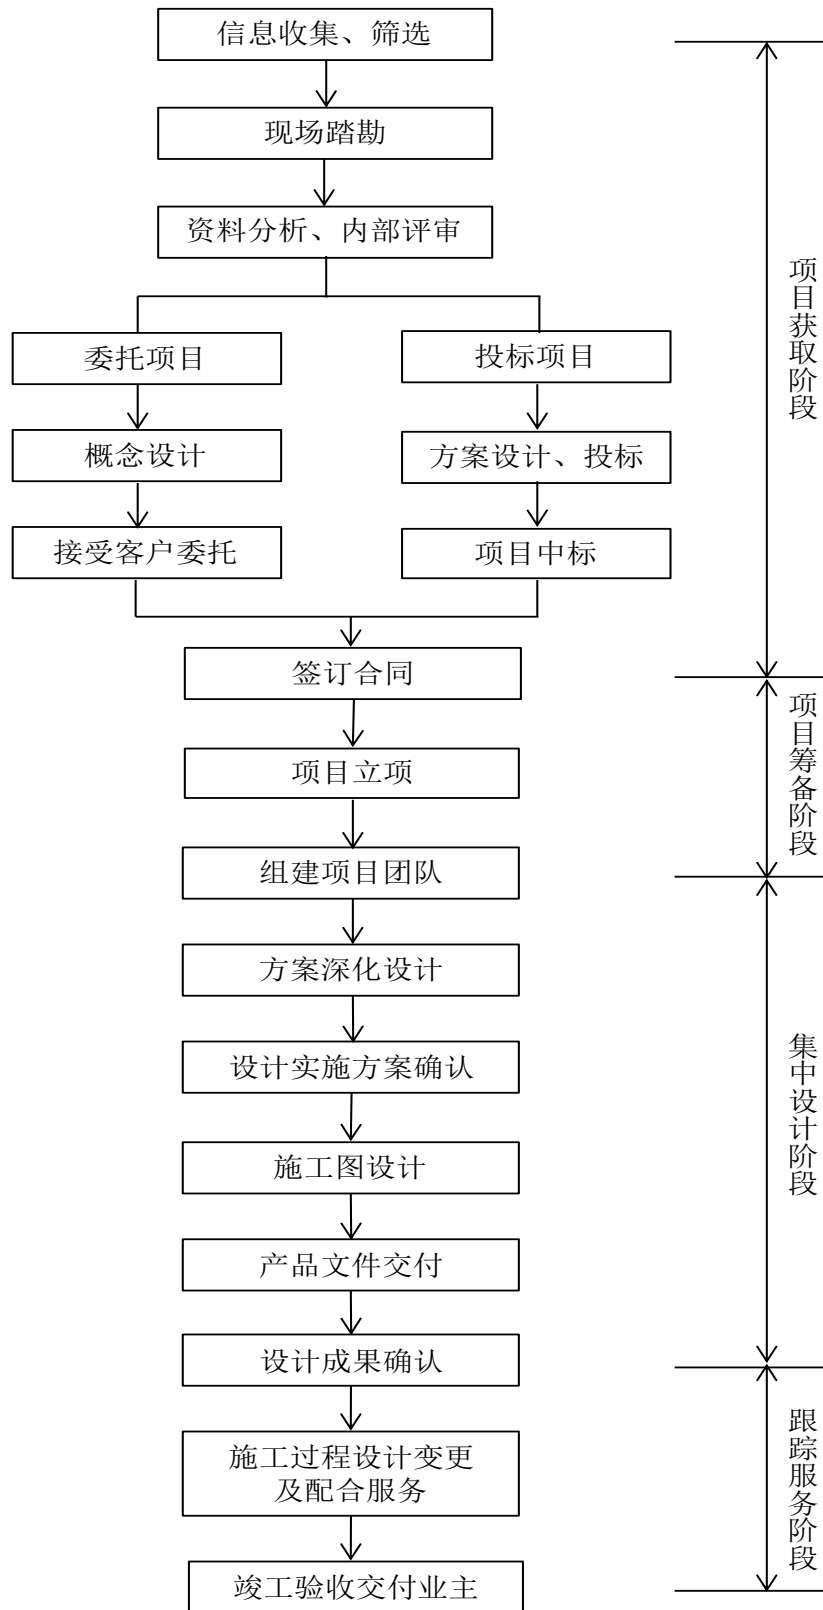 信息收集、筛选
现场踏勘
资料分析、内部评审
委托项目
投标项目
概念设计
方案设计、投标
接受客户委托
项目中标
签订合同
项目立项
组建项目团队
方案深化设计
设计实施方案确认
施工图设计
产品文件交付
设计成果确认
施工过程设计变更
及配合服务
竣工验收交付业主
项目获取阶段
项目筹备阶段
集中设计阶段
跟踪服务阶段